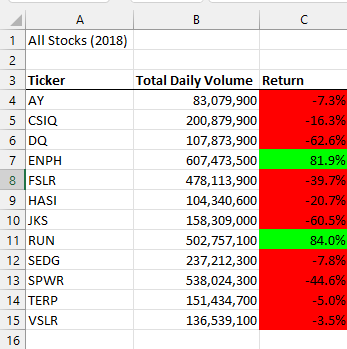 A B C
1 All Stocks (2018)
2
3 Ticker Total Daily Volume Return
4 AY 83,079,900 -7.3%
5 CSIQ 200,879,900 -16.3%
6 DQ 107,873,900 -62.6%
7 ENPH 607,473,500 81.9%
8 FSLR 478,113,900 -39.7%
9 HASI 104,340,600 -20.7%
10 JKS 158,309,000 -60.5%
11 RUN 502,757,100 84.0%
12 SEDG 237,212,300 -7.8%
13 SPWR 538,024,300 -44.6%
14 TERP 151,434,700 -5.0%
15 VSLR 136,539,100 -3.5%
16